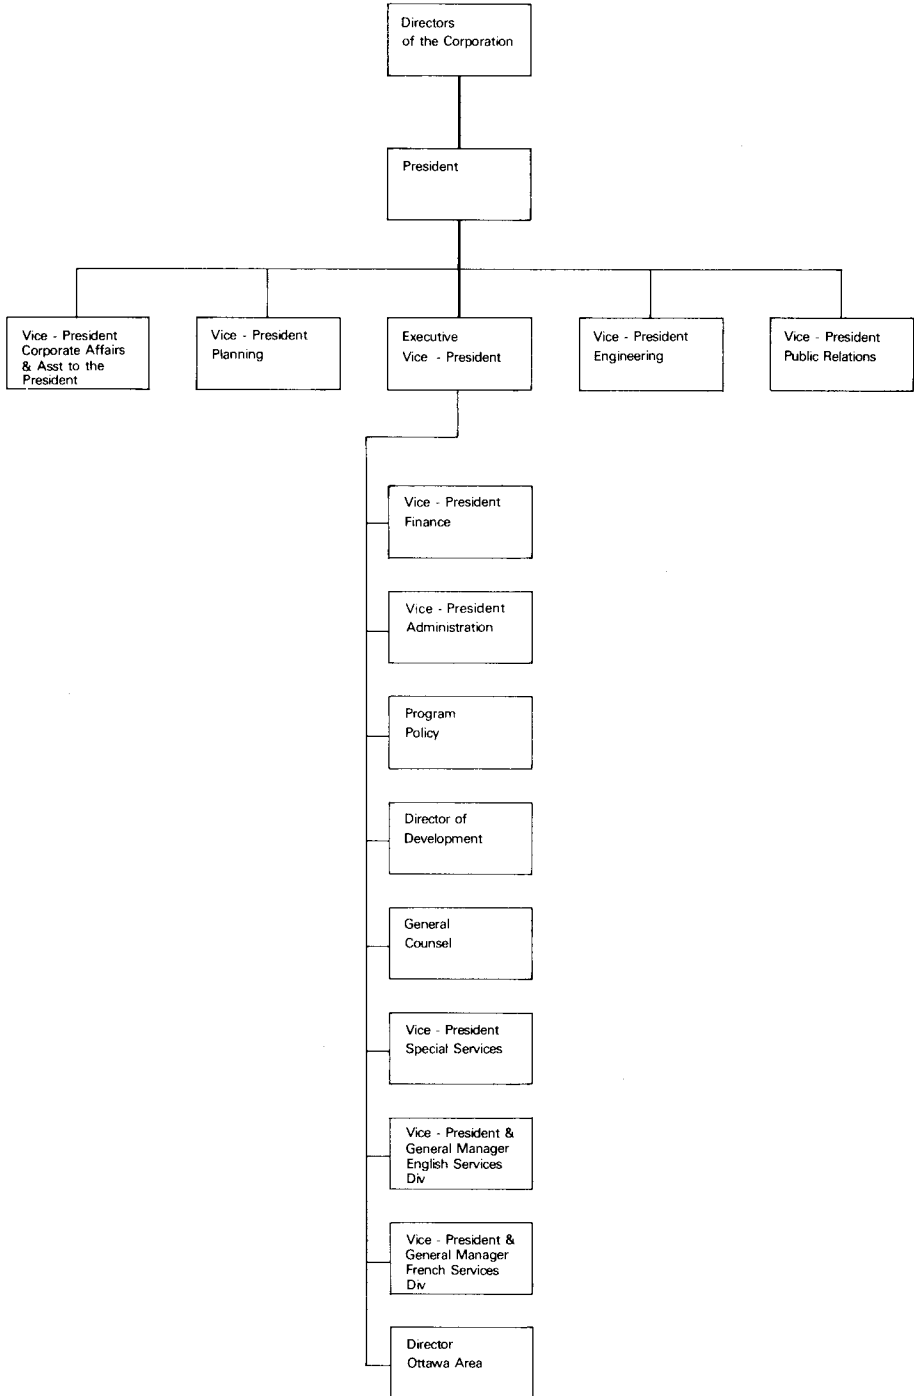 Directors
of the Corporation
President
Vice - President
Corporate Affairs
& Asst to the
President
Vice - President
Planning
Executive
Vice - President
Vice - President
Engineering
Vice - President
Public Relations
Vice - President
Finance
Vice - President
Administration
Program
Policy
Director of
Development
General
Counsel
Vice - President
Special Services
Vice - President &
General Manager
English Services
Div
Vice - President &
General Manager
French Services
Div
Director
Ottawa Area